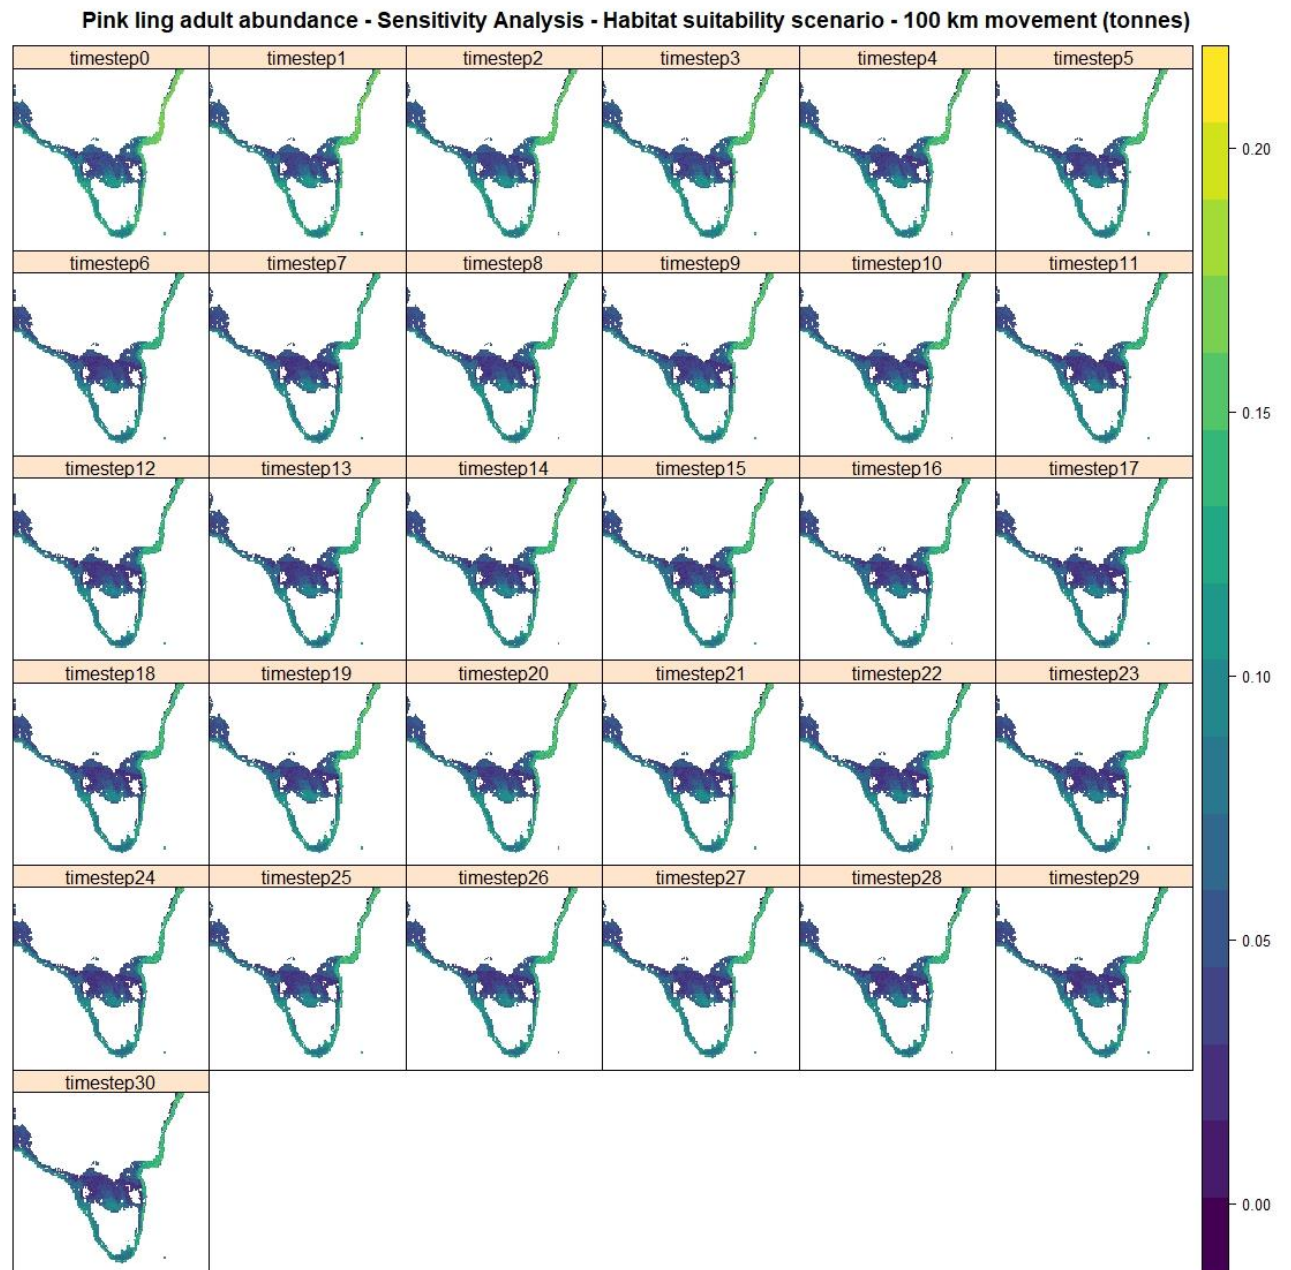 Pink ling adult abundance - Sensitivity Analysis - Habitat suitability scenario - 100 km movement (tonnes)
timestep0 timestep1 timestep2 timestep3 timestep4 timestep5
0.20
timestep6 timestep7 timestep8 timestep9 timestep10 timestep11
0.15
timestep12 timestep13 timestep14 timestep15 timestep16 timestep17
timestep18 timestep19 timestep20 timestep21 timestep22 timestep23
0.10
timestep24 timestep25 timestep26 timestep27 timestep28 timestep29
0.05
timestep30
0.00